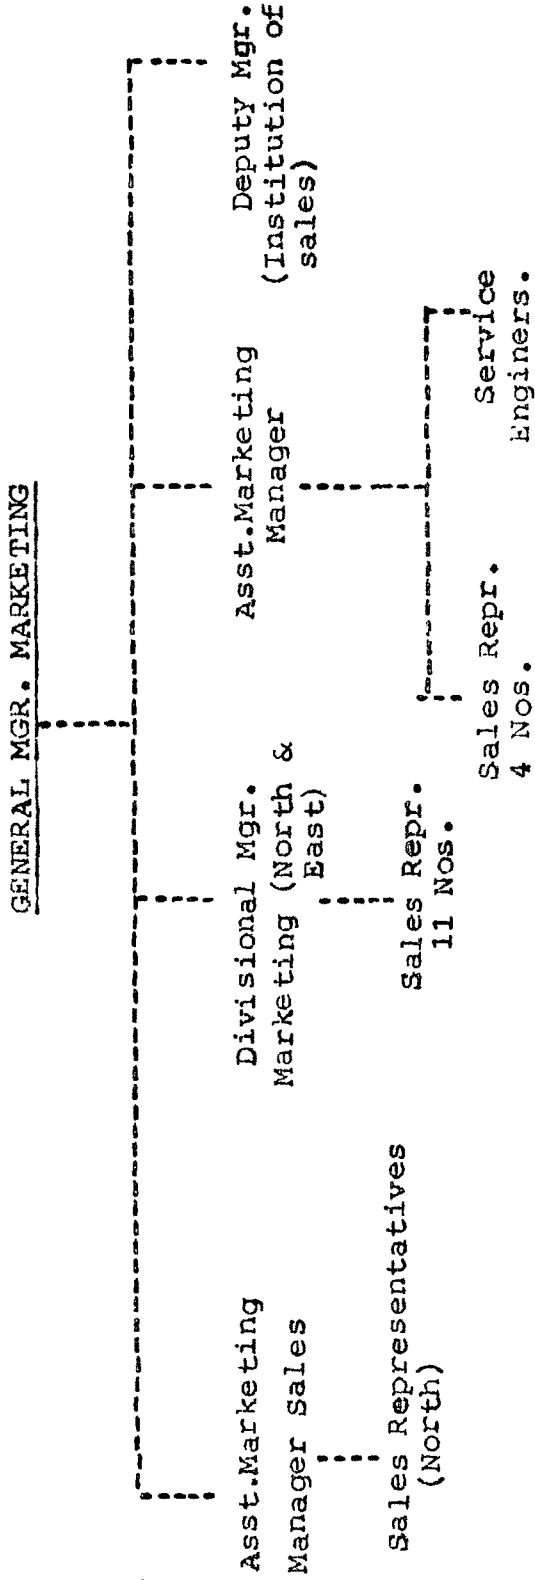 GENERAL MGR. MARKETING
Asst.Marketing
Manager Sales
Sales Representatives
(North)
Divisional Mgr.
Marketing (North &
East)
Sales Repr.
11 Nos.
Asst.Marketing
Manager
Sales Repr.
4 Nos.
Service
Enginers.
Deputy Mgr.
(Institution of
sales)